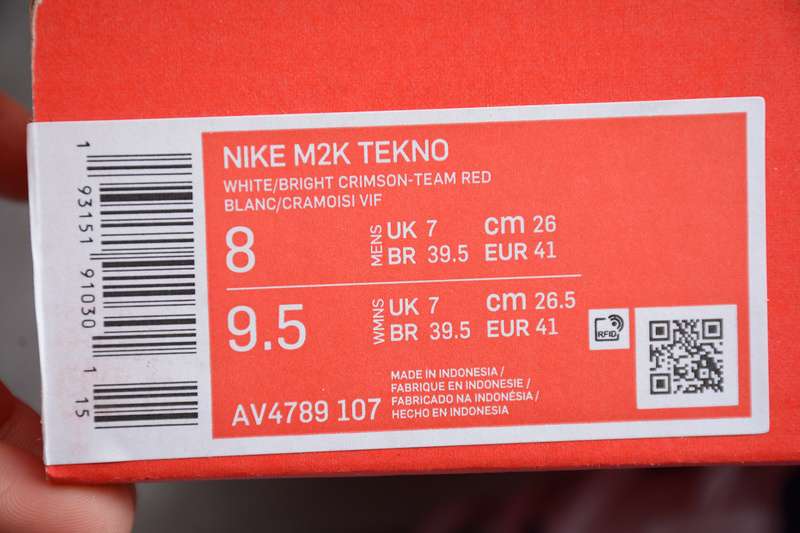 NIKE M2K TEKNO
WHITE/BRIGHT CRIMSON-TEAM RED
BLANC/CRAMOISI VIF
8 MENS UK 7 cm 26
BR 39.5 EUR 41
9.5 WMNS UK 7 cm 26.5
BR 39.5 EUR 41
AV4789 107
MADE IN INDONESIA /
FABRIQUE EN INDONESIE /
FABRICADO NA INDONÉSIA /
HECHO EN INDONESIA
RFID
1 93151 91030 1 15